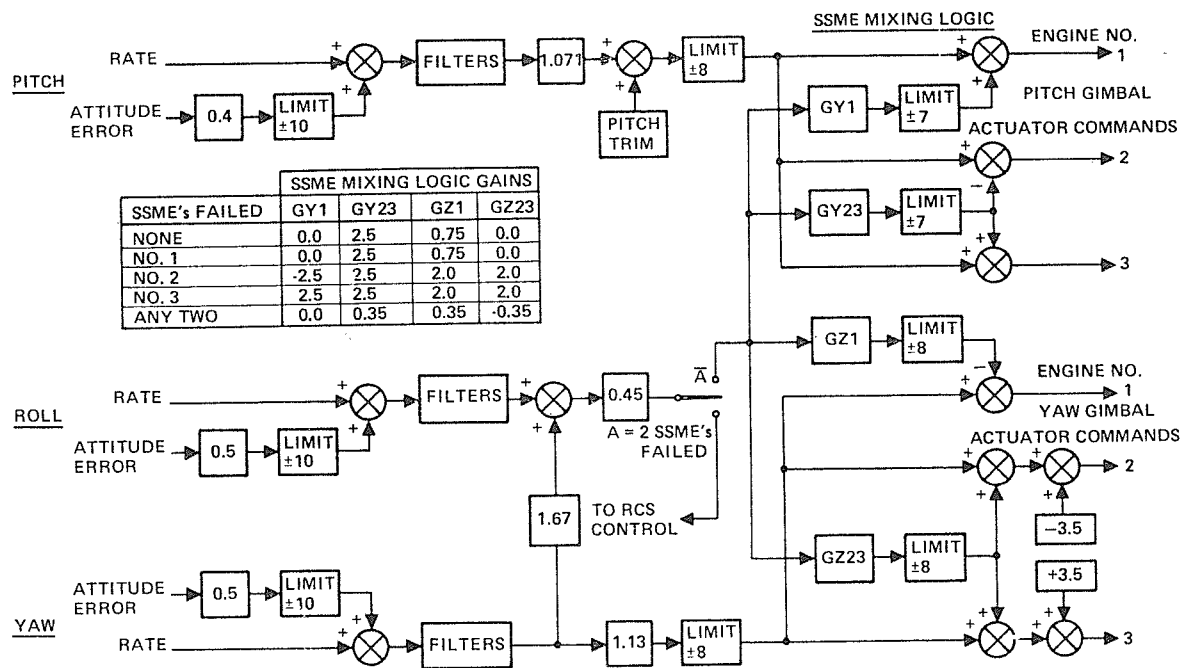 SSME MIXING LOGIC
ENGINE NO.
PITCH
RATE
+
+
FILTERS
1.071
+
+
LIMIT
±8
+
+
1
ATTITUDE
ERROR
0.4
LIMIT
±10
PITCH
TRIM
GY1
LIMIT
±7
PITCH GIMBAL
ACTUATOR COMMANDS
+
−
2
GY23
LIMIT
±7
+
+
3
SSME MIXING LOGIC GAINS
SSME's FAILED GY1 GY23 GZ1 GZ23
NONE 0.0 2.5 0.75 0.0
NO. 1 0.0 2.5 0.75 0.0
NO. 2 -2.5 2.5 2.0 2.0
NO. 3 2.5 2.5 2.0 2.0
ANY TWO 0.0 0.35 0.35 -0.35
ROLL
RATE
+
+
FILTERS
+
+
0.45
A̅
A = 2 SSME's
FAILED
ATTITUDE
ERROR
0.5
LIMIT
±10
1.67
TO RCS
CONTROL
GZ1
LIMIT
±8
−
+
ENGINE NO.
1
YAW GIMBAL
ACTUATOR COMMANDS
+
+
+
+
2
−3.5
GZ23
LIMIT
±8
+3.5
+
+
+
+
3
YAW
ATTITUDE
ERROR
0.5
LIMIT
±10
RATE
+
+
FILTERS
1.13
LIMIT
±8